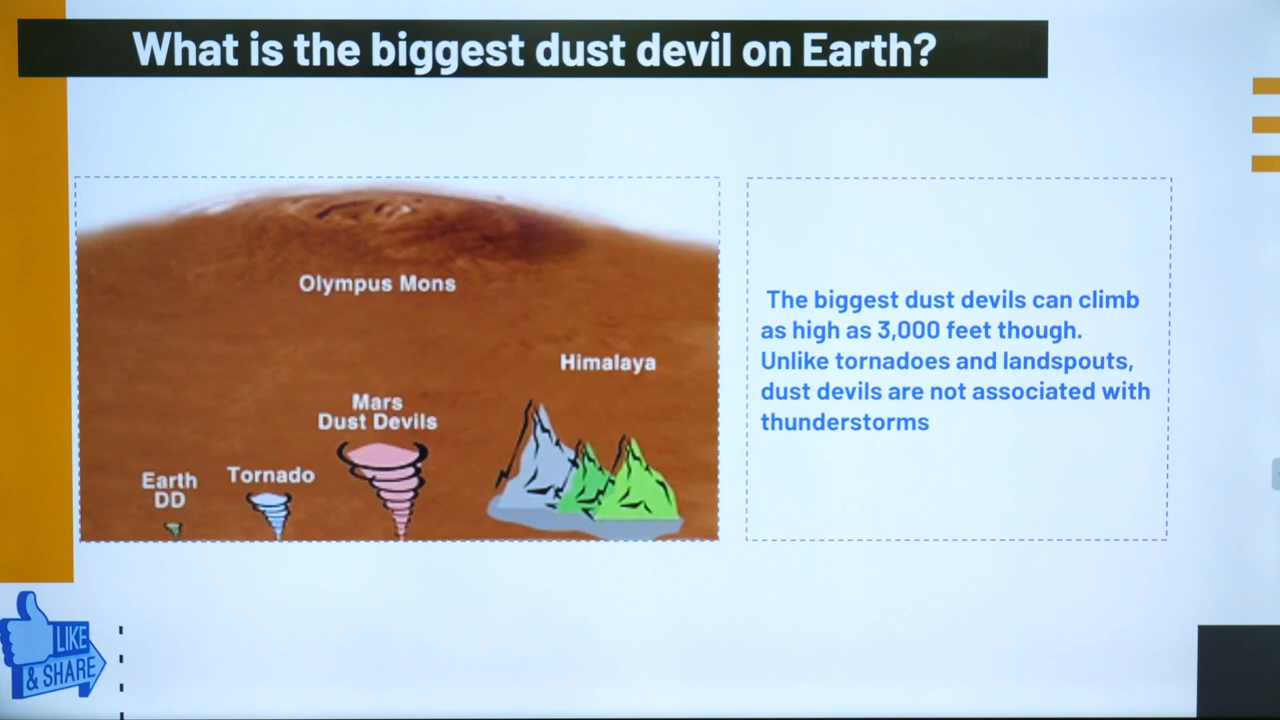 What is the biggest dust devil on Earth?
Olympus Mons
Himalaya
Mars
Dust Devils
Tornado
Earth
DD
The biggest dust devils can climb
as high as 3,000 feet though.
Unlike tornadoes and landspouts,
dust devils are not associated with
thunderstorms
LIKE
& SHARE